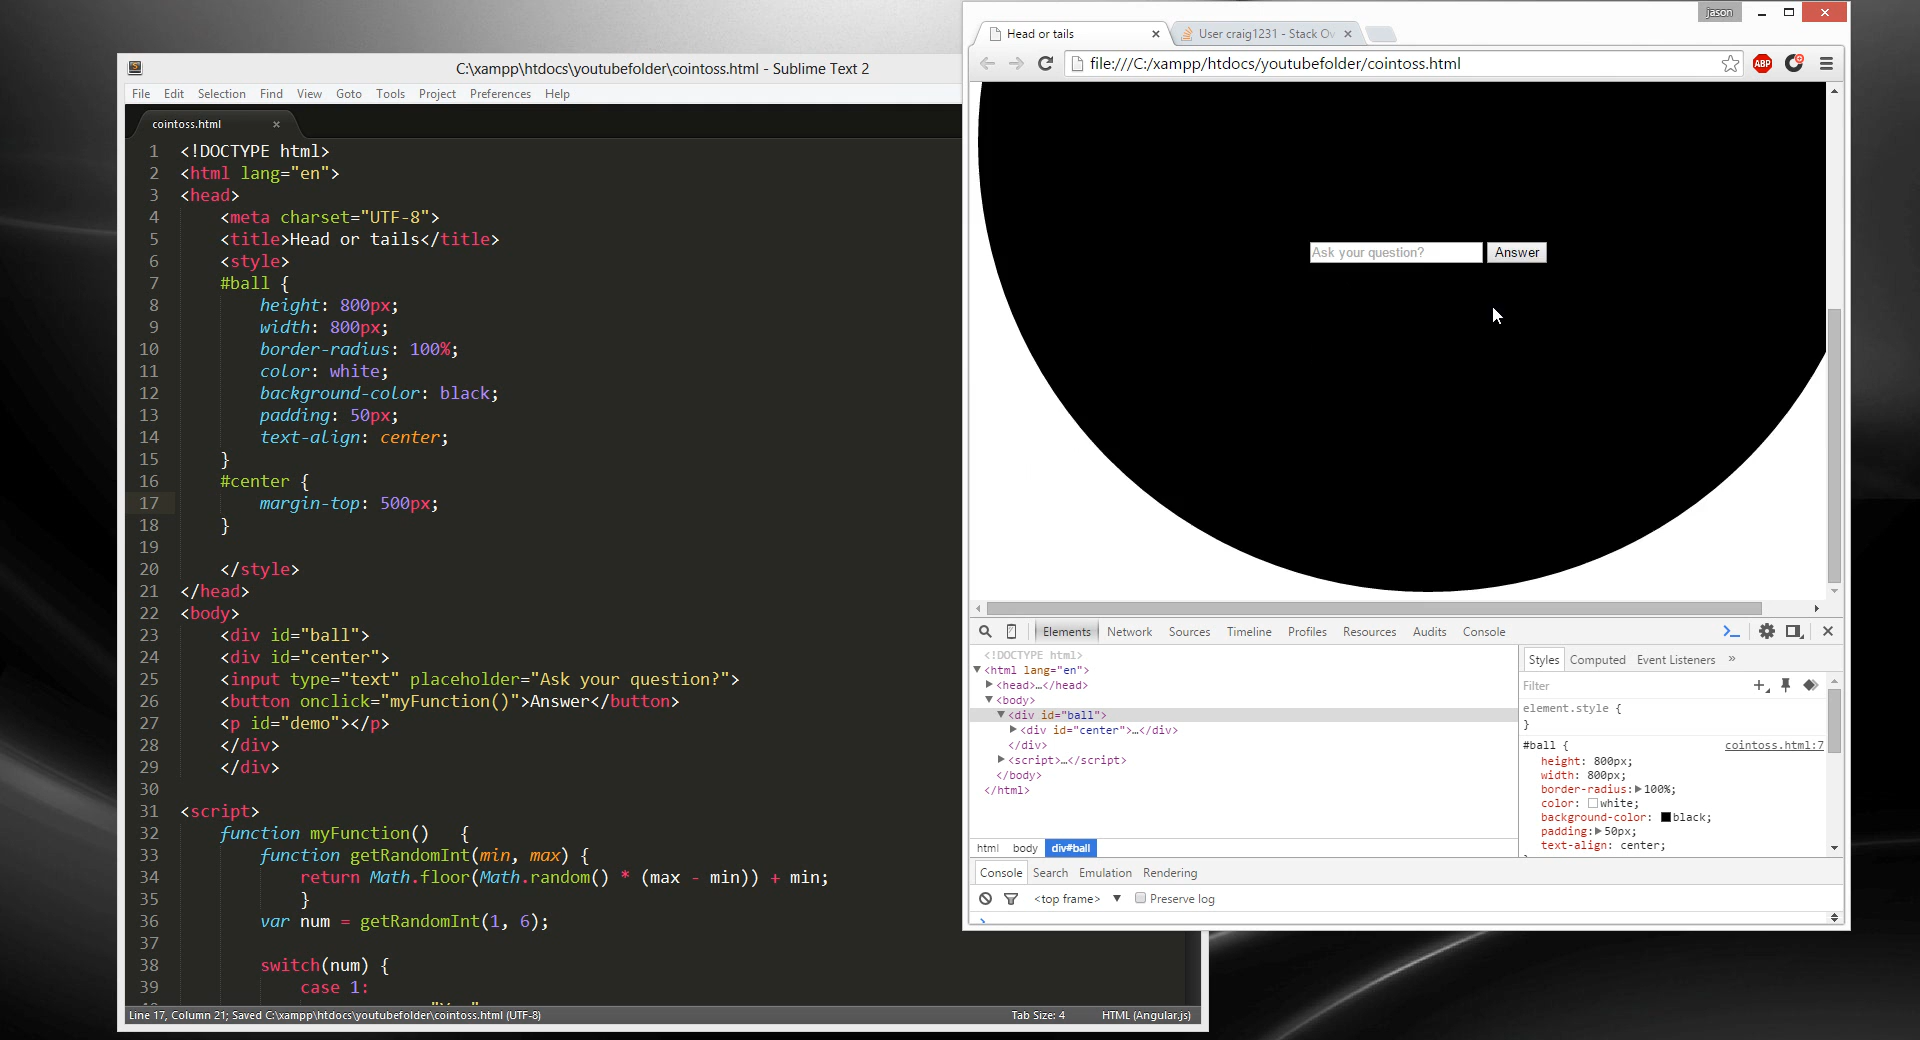 C:\xampp\htdocs\youtubefolder\cointoss.html - Sublime Text 2
File Edit Selection Find View Goto Tools Project Preferences Help
cointoss.html ×
1 <!DOCTYPE html>
2 <html lang="en">
3 <head>
4 <meta charset="UTF-8">
5 <title>Head or tails</title>
6 <style>
7 #ball {
8 height: 800px;
9 width: 800px;
10 border-radius: 100%;
11 color: white;
12 background-color: black;
13 padding: 50px;
14 text-align: center;
15 }
16 #center {
17 margin-top: 500px;
18 }
19
20 </style>
21 </head>
22 <body>
23 <div id="ball">
24 <div id="center">
25 <input type="text" placeholder="Ask your question?">
26 <button onclick="myFunction()">Answer</button>
27 <p id="demo"></p>
28 </div>
29 </div>
30
31 <script>
32 function myFunction() {
33 function getRandomInt(min, max) {
34 return Math.floor(Math.random() * (max - min)) + min;
35 }
36 var num = getRandomInt(1, 6);
37
38 switch(num) {
39 case 1:
Line 17, Column 21; Saved C:\xampp\htdocs\youtubefolder\cointoss.html (UTF-8) Tab Size: 4 HTML (Angular.js)
jason
Head or tails × User craig1231 - Stack Ov ×
file:///C:/xampp/htdocs/youtubefolder/cointoss.html ABP
Ask your question? Answer
Elements Network Sources Timeline Profiles Resources Audits Console
<!DOCTYPE html>
<html lang="en">
<head>…</head>
<body>
<div id="ball">
<div id="center">…</div>
</div>
<script>…</script>
</body>
</html>
html body div#ball
Styles Computed Event Listeners »
Filter
element.style {
}
#ball { cointoss.html:7
height: 800px;
width: 800px;
border-radius: 100%;
color: white;
background-color: black;
padding: 50px;
text-align: center;
Console Search Emulation Rendering
<top frame> Preserve log